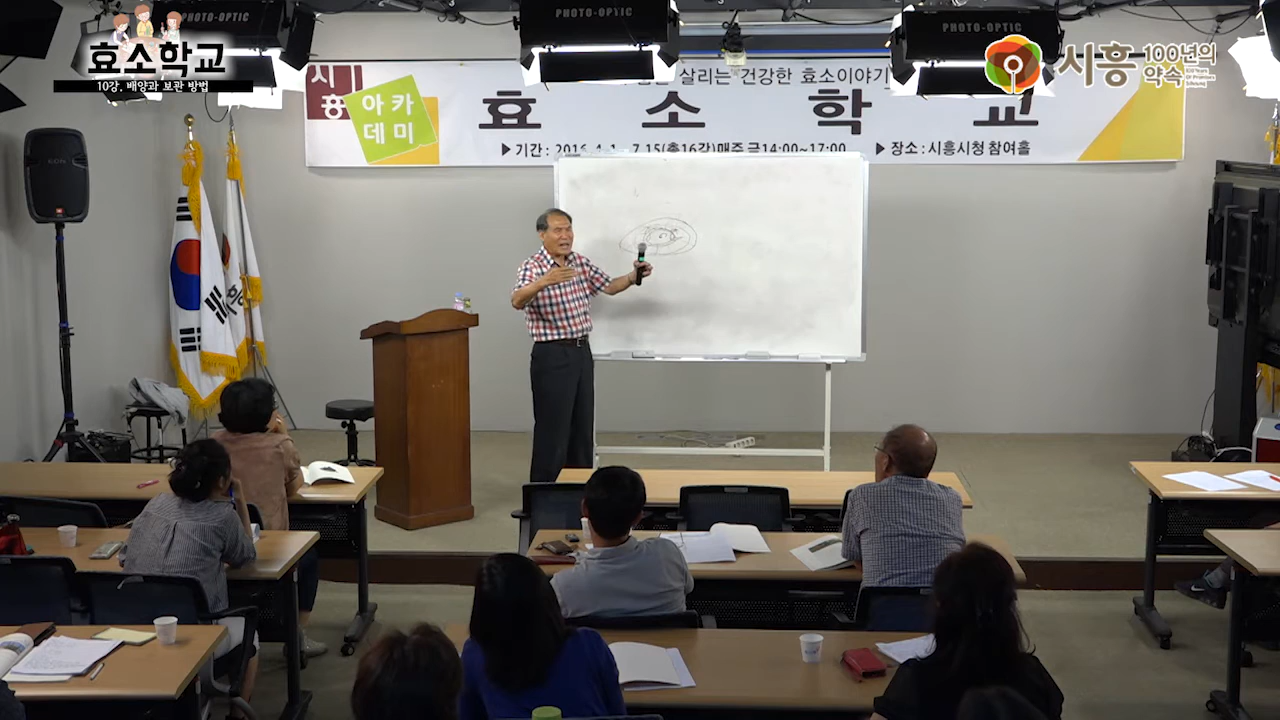 효소학교
10강. 배양과 보관 방법
시흥
100년의
약속
PHOTO-OPTIC
PHOTO-OPTIC
PHOTO-OPTIC
시흥
아카
데미
살리는 건강한 효소이야기
효소학교
▶기간 : 2016. 4.1 ~ 7.15(총16강)매주 금14:00~17:00
▶장소 : 시흥시청 참여홀